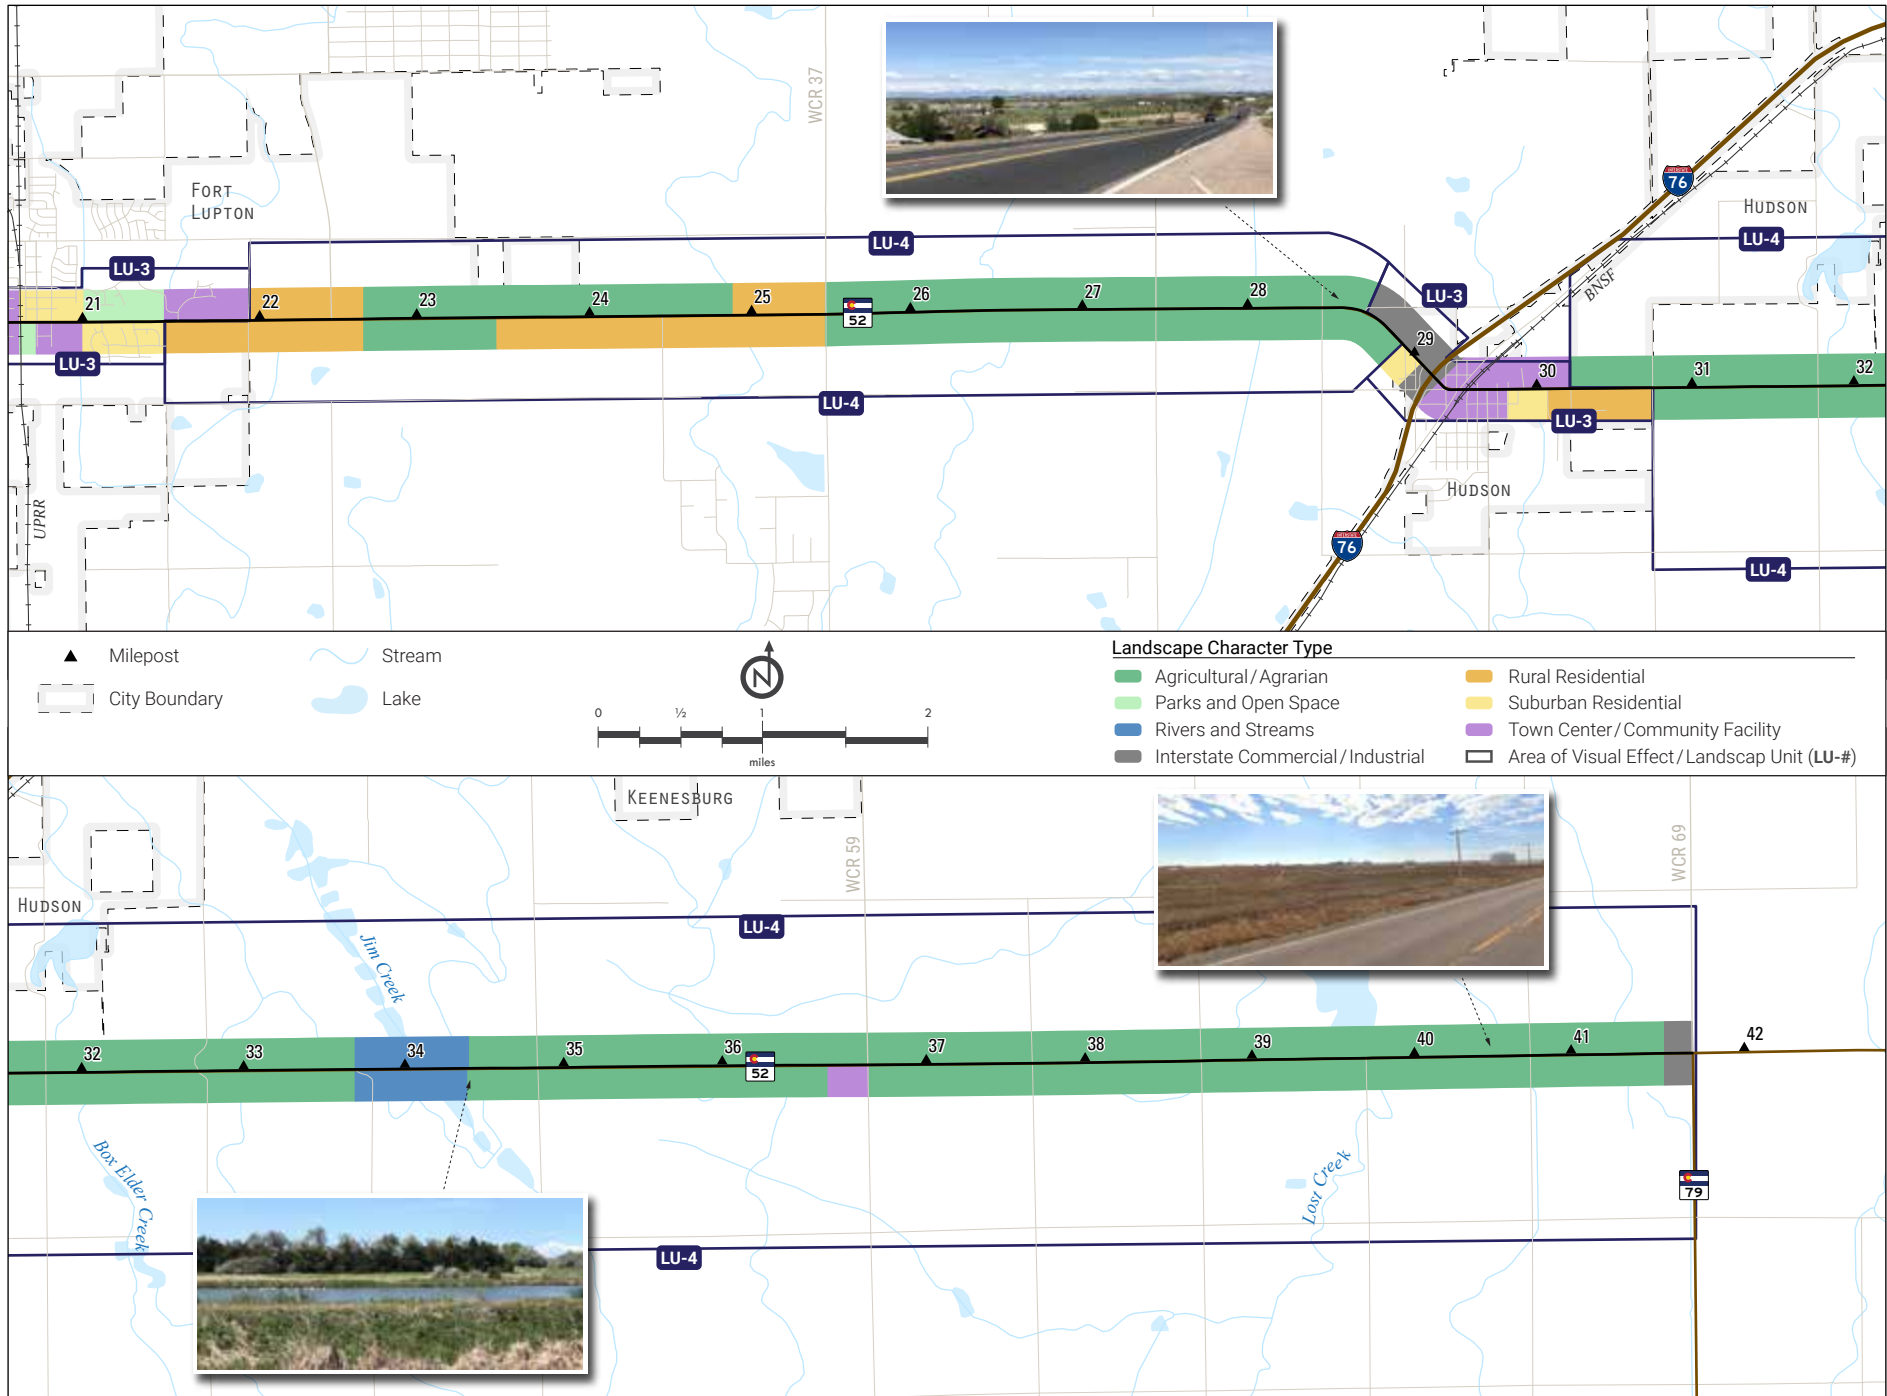 WCR 37
INTERSTATE
76
FORT
LUPTON
HUDSON
LU-4
LU-4
LU-3
LU-3
BNSF
21
22
23
24
25
52
26
27
28
29
30
31
32
LU-3
LU-4
LU-3
HUDSON
UPRR
INTERSTATE
76
LU-4
Milepost
City Boundary
Stream
Lake
N
0
½
1
2
miles
Landscape Character Type
Agricultural/Agrarian
Parks and Open Space
Rivers and Streams
Interstate Commercial/Industrial
Rural Residential
Suburban Residential
Town Center/Community Facility
Area of Visual Effect/Landscap Unit (LU-#)
KEENESBURG
WCR 59
WCR 69
HUDSON
LU-4
Jim Creek
32
33
34
35
36
52
37
38
39
40
41
42
Box Elder Creek
Lost Creek
79
LU-4